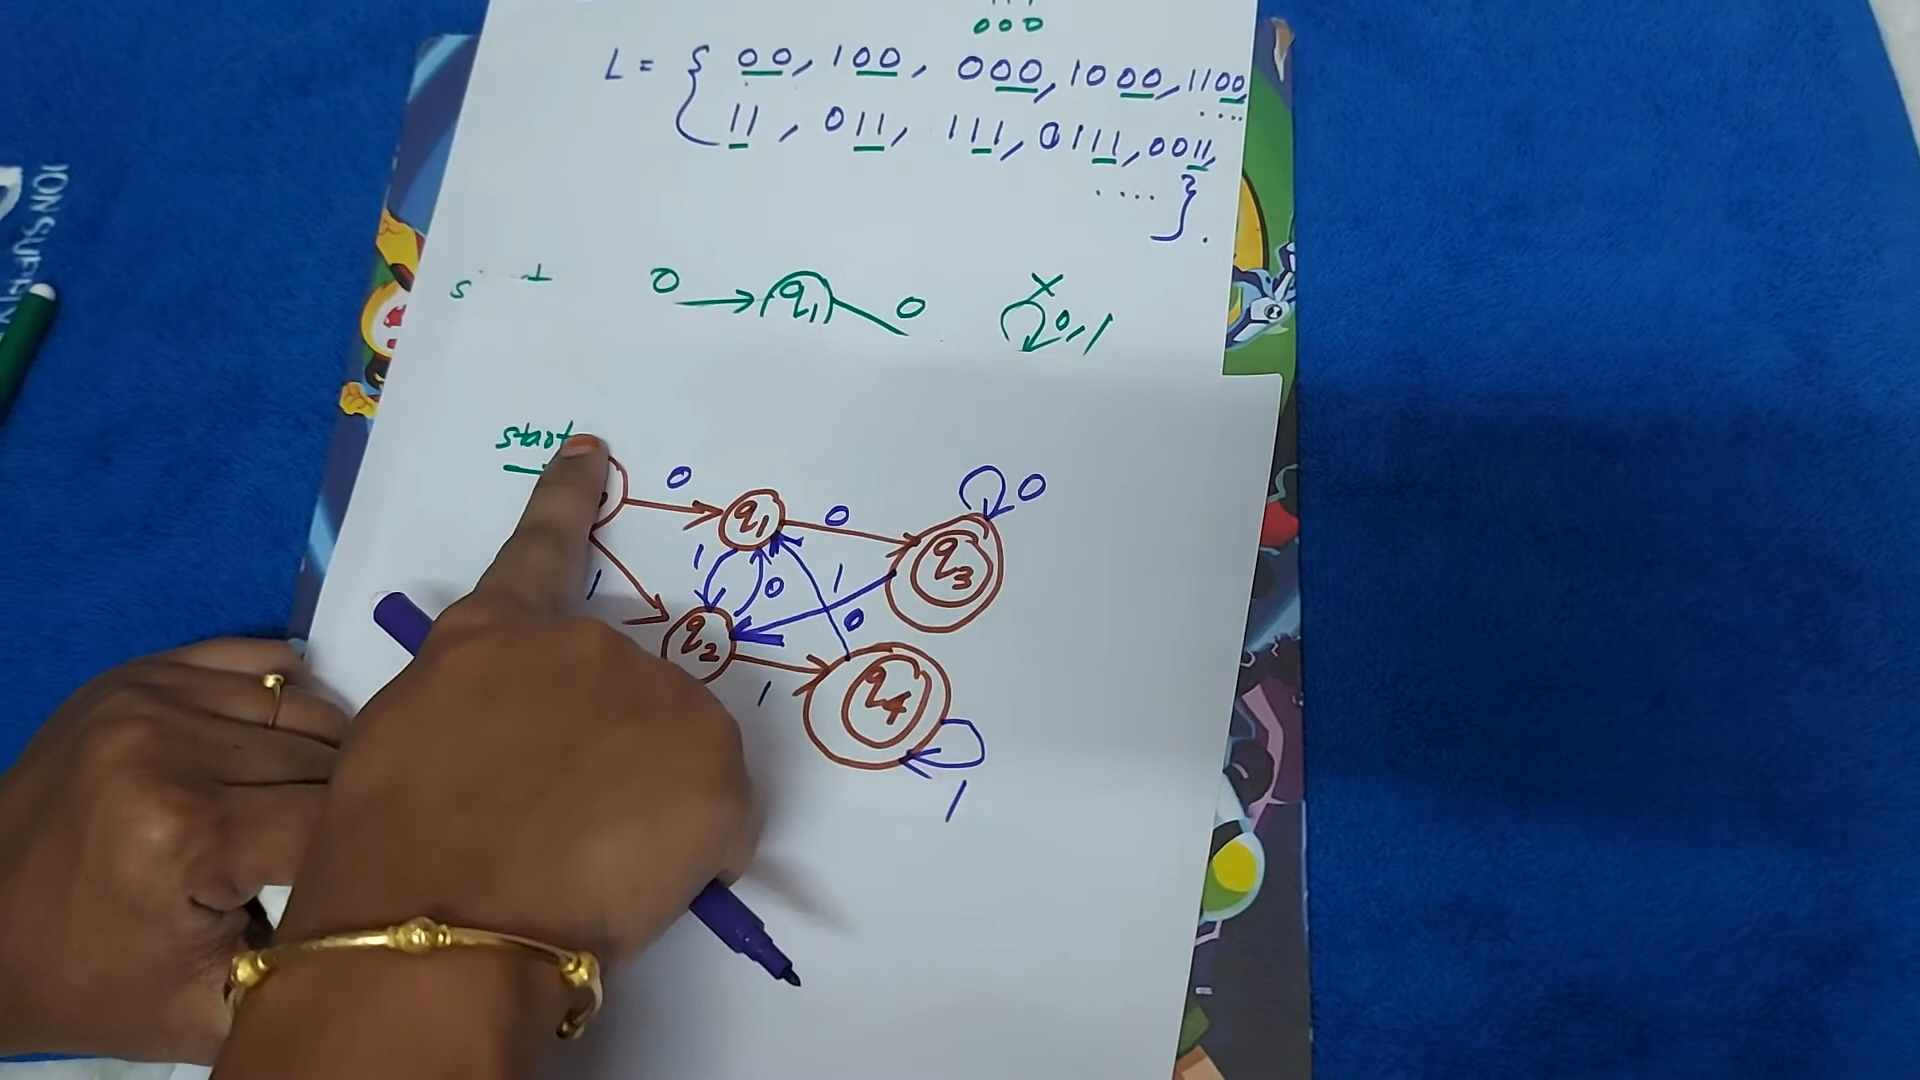 000
L = { 00, 100, 000, 1000, 1100, ....
11, 011, 111, 0111, 0011,
.... }.
0 q1 0
0, 1
start
0 q1 0 q3 0
1 1 0 1 0
q2 1 q4
1